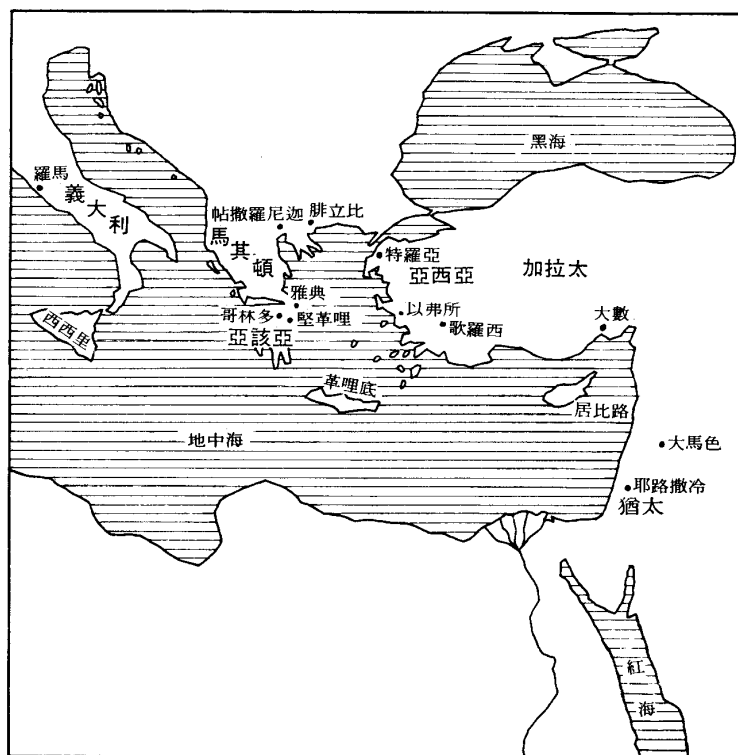 黑海
羅馬
義大利
帖撒羅尼迦
腓立比
馬其頓
特羅亞
亞西亞
加拉太
雅典
哥林多
堅革哩
亞該亞
以弗所
歌羅西
大數
西西里
革哩底
居比路
地中海
大馬色
耶路撒冷
猶太
紅海